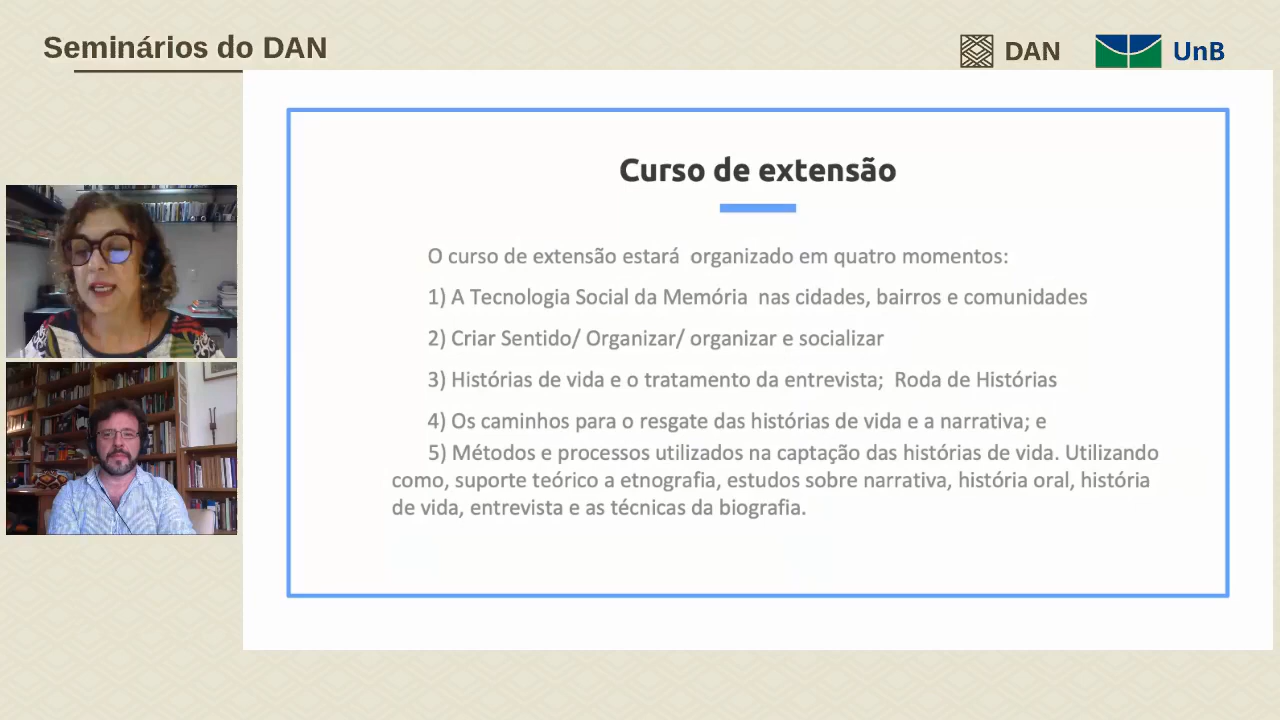 Seminários do DAN
DAN
UnB
Curso de extensão
O curso de extensão estará  organizado em quatro momentos:
1) A Tecnologia Social da Memória  nas cidades, bairros e comunidades
2) Criar Sentido/ Organizar/ organizar e socializar
3) Histórias de vida e o tratamento da entrevista;  Roda de Histórias
4) Os caminhos para o resgate das histórias de vida e a narrativa; e
5) Métodos e processos utilizados na captação das histórias de vida. Utilizando
como, suporte teórico a etnografia, estudos sobre narrativa, história oral, história
de vida, entrevista e as técnicas da biografia.